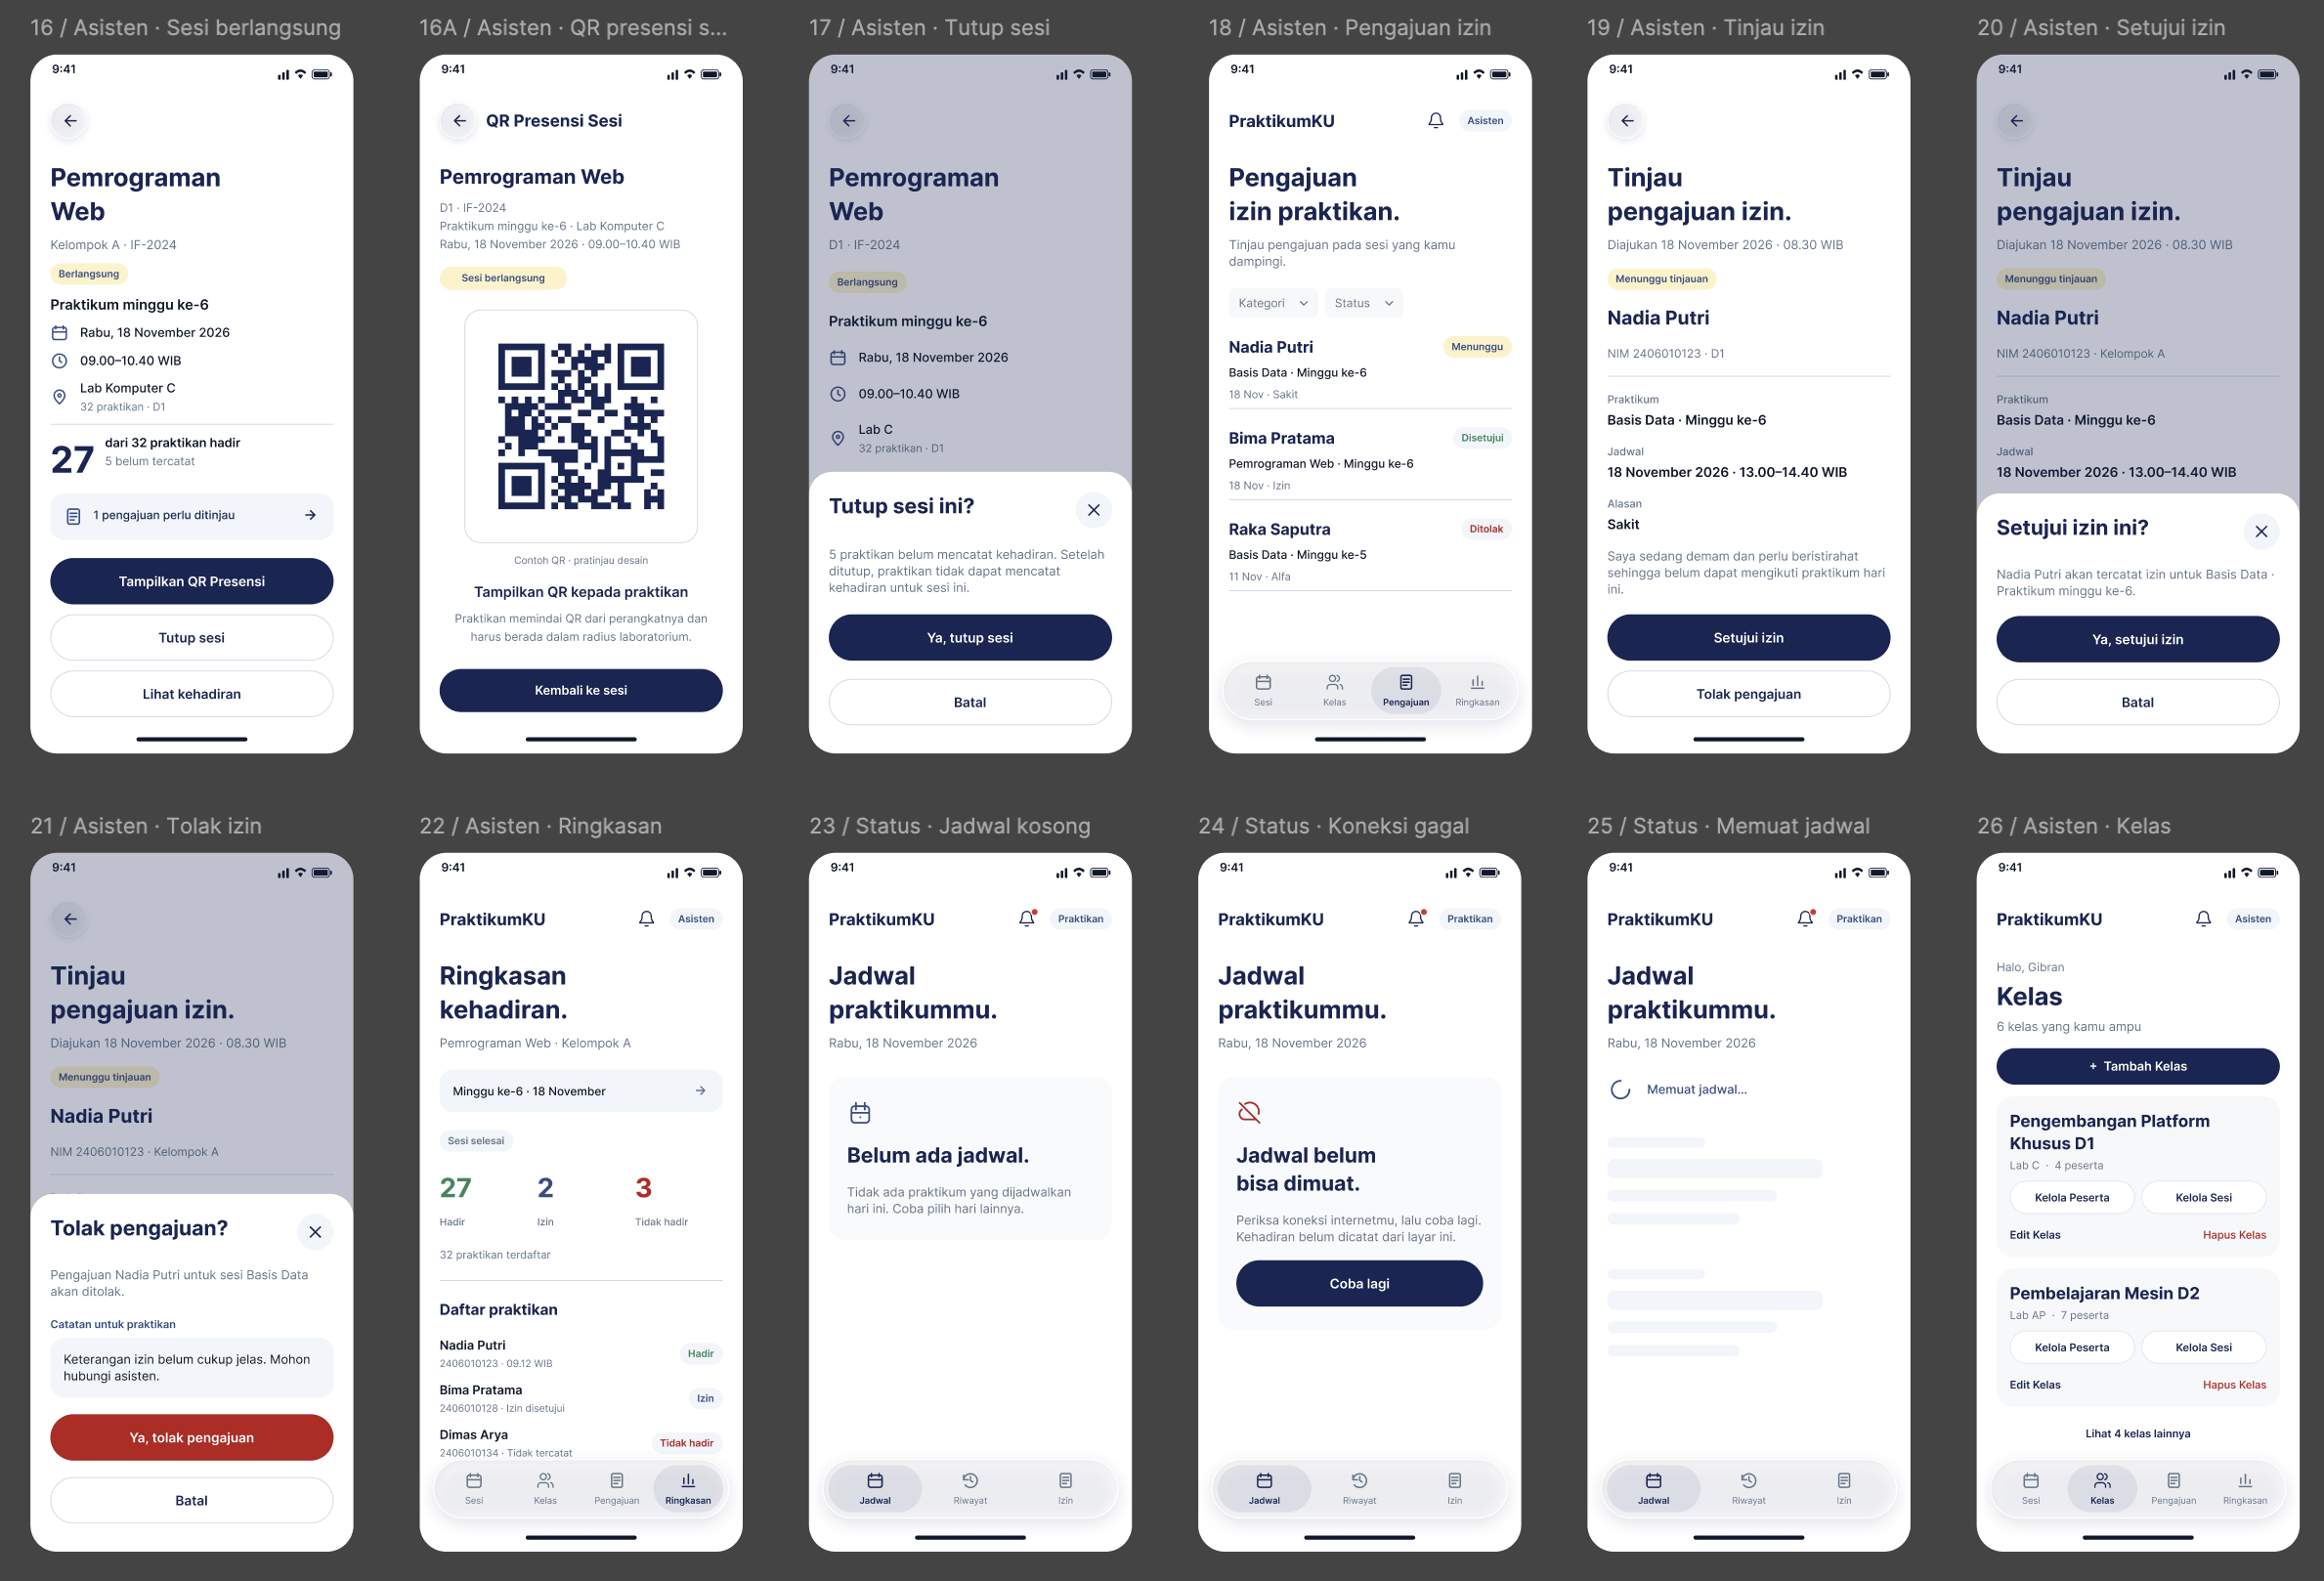 16 / Asisten · Sesi berlangsung
9:41
Pemrograman
Web
Kelompok A · IF-2024
Berlangsung
Praktikum minggu ke-6
Rabu, 18 November 2026
09.00–10.40 WIB
Lab Komputer C
32 praktikan · D1
27
dari 32 praktikan hadir
5 belum tercatat
1 pengajuan perlu ditinjau
Tampilkan QR Presensi
Tutup sesi
Lihat kehadiran
16A / Asisten · QR presensi s...
9:41
QR Presensi Sesi
Pemrograman Web
D1 · IF-2024
Praktikum minggu ke-6 · Lab Komputer C
Rabu, 18 November 2026 · 09.00–10.40 WIB
Sesi berlangsung
Contoh QR · pratinjau desain
Tampilkan QR kepada praktikan
Praktikan memindai QR dari perangkatnya dan
harus berada dalam radius laboratorium.
Kembali ke sesi
17 / Asisten · Tutup sesi
9:41
Pemrograman
Web
D1 · IF-2024
Berlangsung
Praktikum minggu ke-6
Rabu, 18 November 2026
09.00–10.40 WIB
Lab C
32 praktikan · D1
Tutup sesi ini?
5 praktikan belum mencatat kehadiran. Setelah
ditutup, praktikan tidak dapat mencatat
kehadiran untuk sesi ini.
Ya, tutup sesi
Batal
18 / Asisten · Pengajuan izin
9:41
PraktikumKU
Asisten
Pengajuan
izin praktikan.
Tinjau pengajuan pada sesi yang kamu
dampingi.
Kategori
Status
Nadia Putri
Menunggu
Basis Data · Minggu ke-6
18 Nov · Sakit
Bima Pratama
Disetujui
Pemrograman Web · Minggu ke-6
18 Nov · Izin
Raka Saputra
Ditolak
Basis Data · Minggu ke-5
11 Nov · Alfa
Sesi
Kelas
Pengajuan
Ringkasan
19 / Asisten · Tinjau izin
9:41
Tinjau
pengajuan izin.
Diajukan 18 November 2026 · 08.30 WIB
Menunggu tinjauan
Nadia Putri
NIM 2406010123 · D1
Praktikum
Basis Data · Minggu ke-6
Jadwal
18 November 2026 · 13.00–14.40 WIB
Alasan
Sakit
Saya sedang demam dan perlu beristirahat
sehingga belum dapat mengikuti praktikum hari
ini.
Setujui izin
Tolak pengajuan
20 / Asisten · Setujui izin
9:41
Tinjau
pengajuan izin.
Diajukan 18 November 2026 · 08.30 WIB
Menunggu tinjauan
Nadia Putri
NIM 2406010123 · Kelompok A
Praktikum
Basis Data · Minggu ke-6
Jadwal
18 November 2026 · 13.00–14.40 WIB
Setujui izin ini?
Nadia Putri akan tercatat izin untuk Basis Data ·
Praktikum minggu ke-6.
Ya, setujui izin
Batal
21 / Asisten · Tolak izin
9:41
Tinjau
pengajuan izin.
Diajukan 18 November 2026 · 08.30 WIB
Menunggu tinjauan
Nadia Putri
NIM 2406010123 · Kelompok A
Tolak pengajuan?
Pengajuan Nadia Putri untuk sesi Basis Data
akan ditolak.
Catatan untuk praktikan
Keterangan izin belum cukup jelas. Mohon
hubungi asisten.
Ya, tolak pengajuan
Batal
22 / Asisten · Ringkasan
9:41
PraktikumKU
Asisten
Ringkasan
kehadiran.
Pemrograman Web · Kelompok A
Minggu ke-6 · 18 November
Sesi selesai
27
2
3
Hadir
Izin
Tidak hadir
32 praktikan terdaftar
Daftar praktikan
Nadia Putri
2406010123 · 09.12 WIB
Hadir
Bima Pratama
2406010128 · Izin disetujui
Izin
Dimas Arya
2406010134 · Tidak tercatat
Tidak hadir
Sesi
Kelas
Pengajuan
Ringkasan
23 / Status · Jadwal kosong
9:41
PraktikumKU
Praktikan
Jadwal
praktikummu.
Rabu, 18 November 2026
Belum ada jadwal.
Tidak ada praktikum yang dijadwalkan
hari ini. Coba pilih hari lainnya.
Jadwal
Riwayat
Izin
24 / Status · Koneksi gagal
9:41
PraktikumKU
Praktikan
Jadwal
praktikummu.
Rabu, 18 November 2026
Jadwal belum
bisa dimuat.
Periksa koneksi internetmu, lalu coba lagi.
Kehadiran belum dicatat dari layar ini.
Coba lagi
Jadwal
Riwayat
Izin
25 / Status · Memuat jadwal
9:41
PraktikumKU
Praktikan
Jadwal
praktikummu.
Rabu, 18 November 2026
Memuat jadwal...
Jadwal
Riwayat
Izin
26 / Asisten · Kelas
9:41
PraktikumKU
Asisten
Halo, Gibran
Kelas
6 kelas yang kamu ampu
+ Tambah Kelas
Pengembangan Platform
Khusus D1
Lab C · 4 peserta
Kelola Peserta
Kelola Sesi
Edit Kelas
Hapus Kelas
Pembelajaran Mesin D2
Lab AP · 7 peserta
Kelola Peserta
Kelola Sesi
Edit Kelas
Hapus Kelas
Lihat 4 kelas lainnya
Sesi
Kelas
Pengajuan
Ringkasan